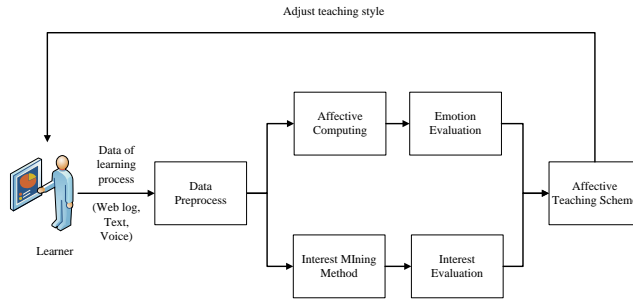 Adjust teaching style
Affective
Computing
Emotion
Evaluation
Data of
learning
process
(Web log,
Text,
Voice)
Data
Preprocess
Affective
Teaching Scheme
Learner
Interest MIning
Method
Interest
Evaluation